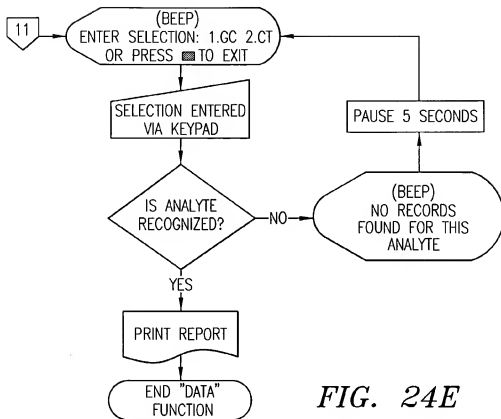 11
(BEEP)
ENTER SELECTION: 1.GC 2.CT
OR PRESS TO EXIT
SELECTION ENTERED
VIA KEYPAD
PAUSE 5 SECONDS
IS ANALYTE
RECOGNIZED?
NO
(BEEP)
NO RECORDS
FOUND FOR THIS
ANALYTE
YES
PRINT REPORT
END "DATA"
FUNCTION
FIG. 24E